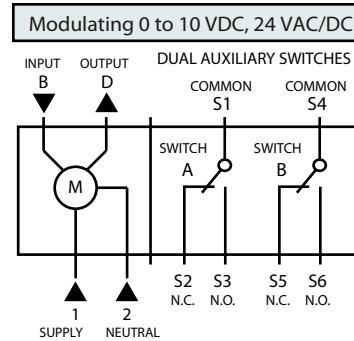 Modulating 0 to 10 VDC, 24 VAC/DC
INPUT OUTPUT DUAL AUXILIARY SWITCHES
B D COMMON COMMON
S1 S4
SWITCH SWITCH
A B
M
S2 S3 S5 S6
N.C. N.O. N.C. N.O.
1 2
SUPPLY NEUTRAL